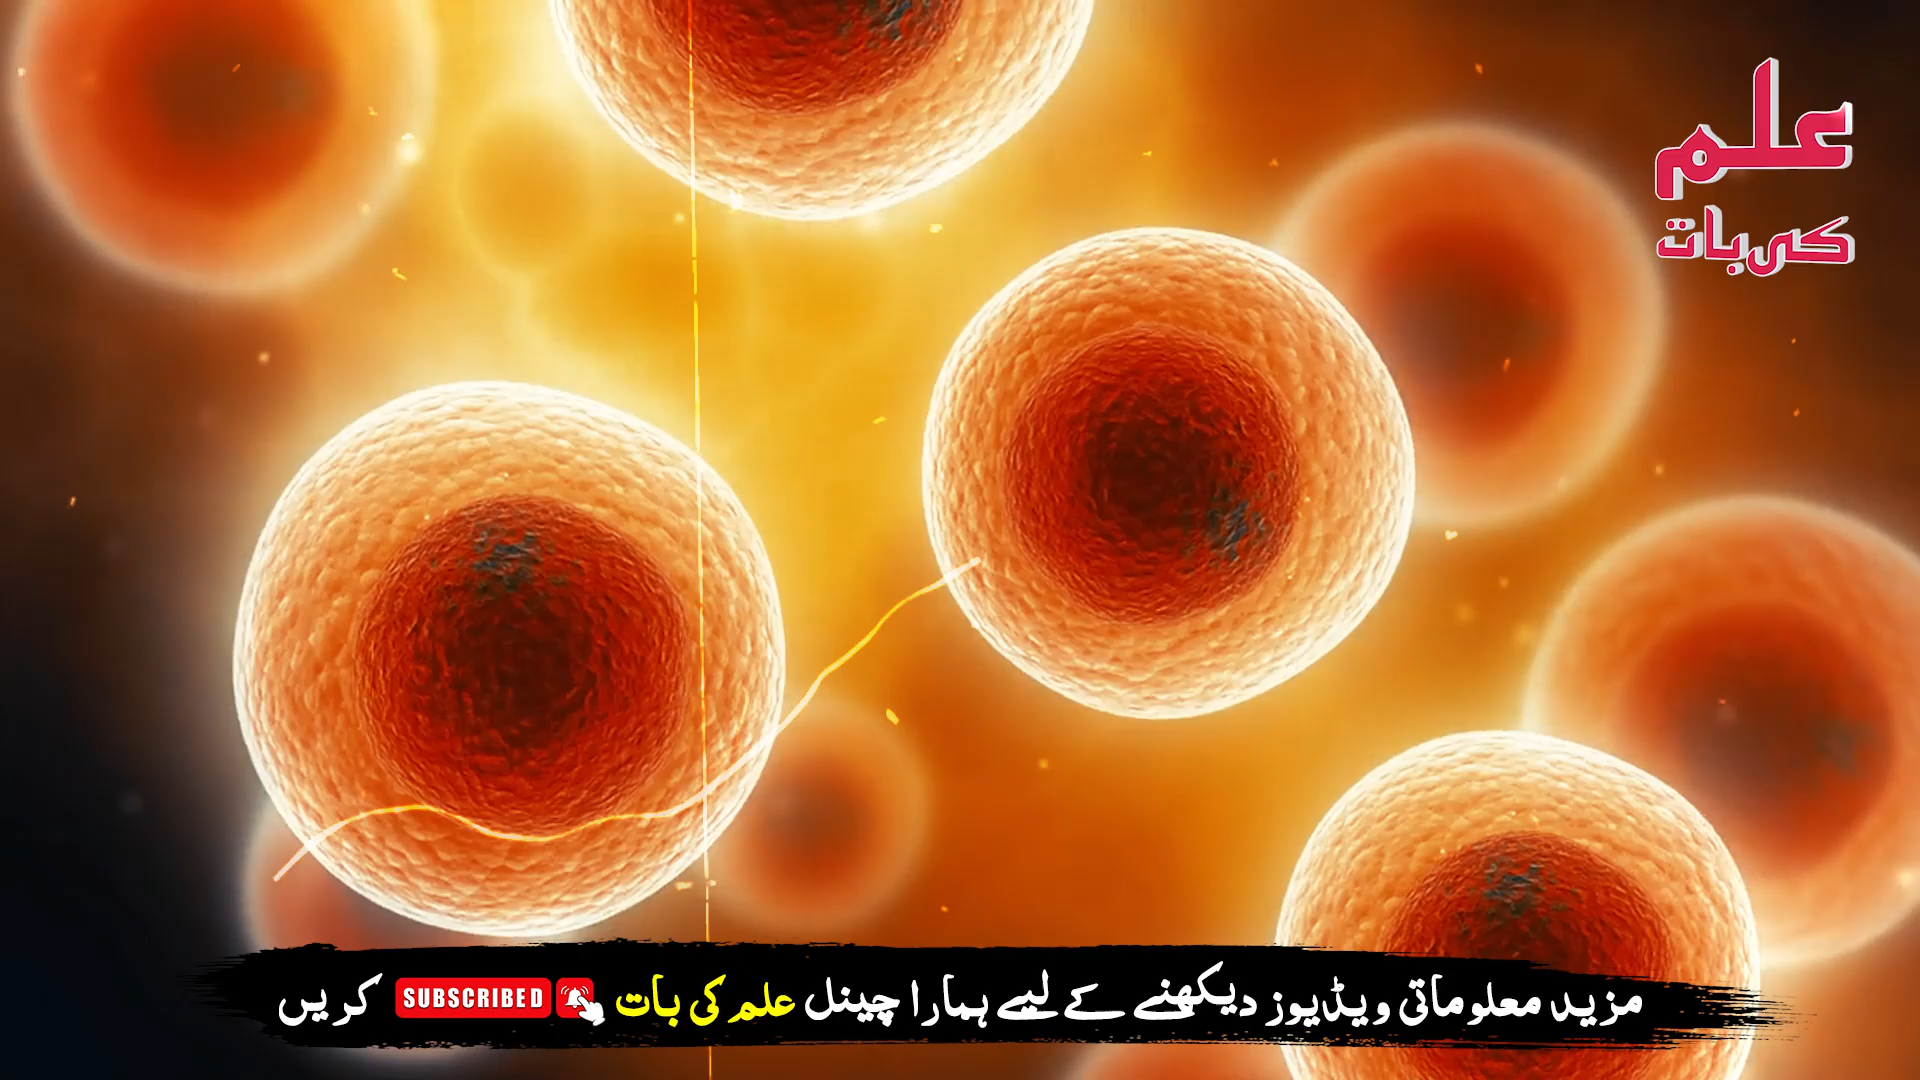 علم
کی بات
مزید معلوماتی ویڈیوز دیکھنے کے لیے ہمارا چینل علم کی بات SUBSCRIBED کریں